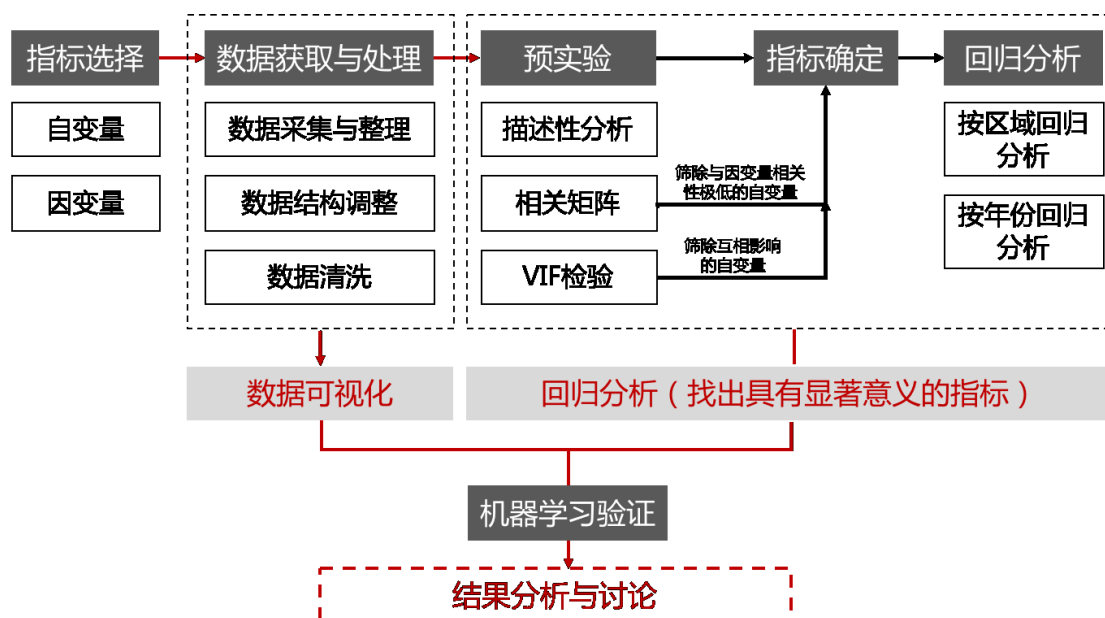 指标选择
数据获取与处理
预实验
指标确定
回归分析
自变量
因变量
数据采集与整理
数据结构调整
数据清洗
描述性分析
相关矩阵
VIF检验
筛除与因变量相关
性极低的自变量
筛除互相影响
的自变量
按区域回归
分析
按年份回归
分析
数据可视化
回归分析（找出具有显著意义的指标）
机器学习验证
结果分析与讨论